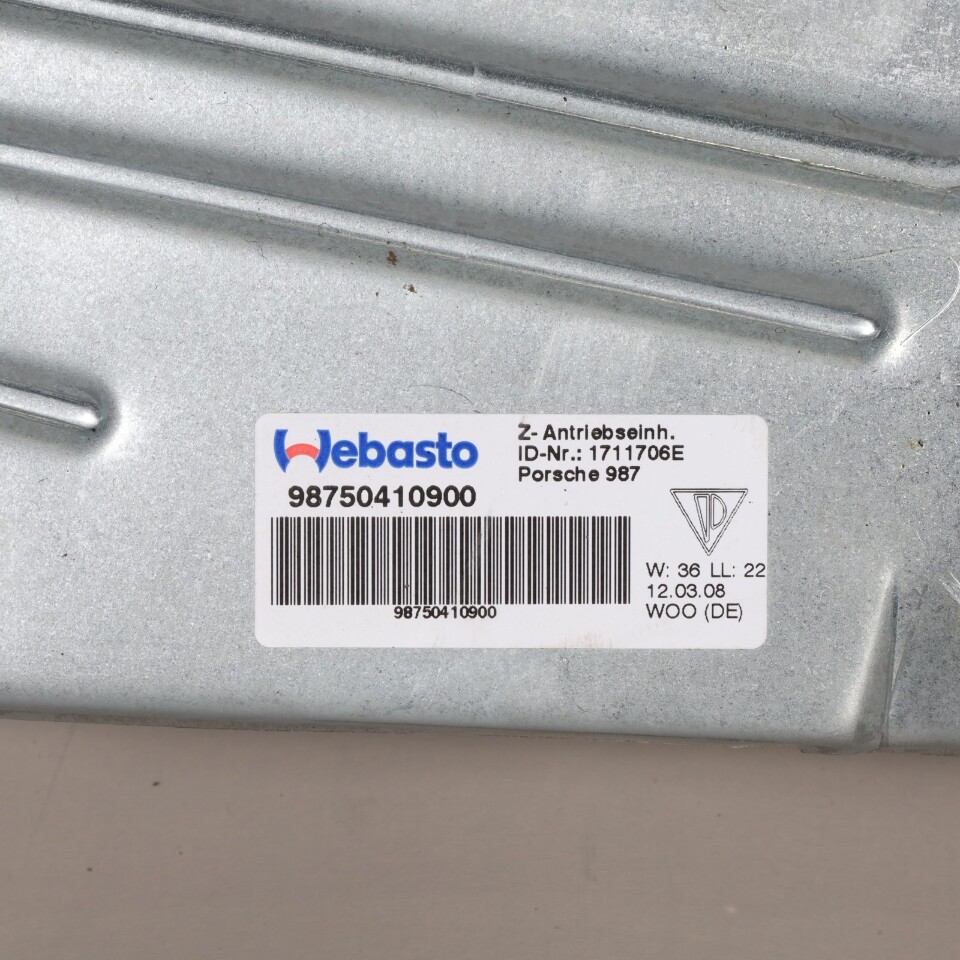 Webasto
98750410900
98750410900
Z- Antriebseinh.
ID-Nr.: 1711706E
Porsche 987
W: 36 LL: 22
12.03.08
WOO (DE)